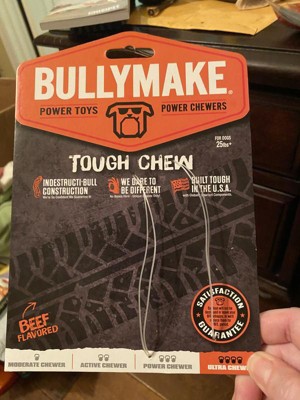 BULLYMAKE®
POWER TOYS POWER CHEWERS
FOR DOGS
25lbs+
TOUGH CHEW
INDESTRUCTI-BULL
CONSTRUCTION
WE DARE TO
BE DIFFERENT
BUILT TOUGH
IN THE U.S.A.
BEEF
FLAVORED
SATISFACTION
GUARANTEE
MODERATE CHEWER
ACTIVE CHEWER
POWER CHEWER
ULTRA CHEW